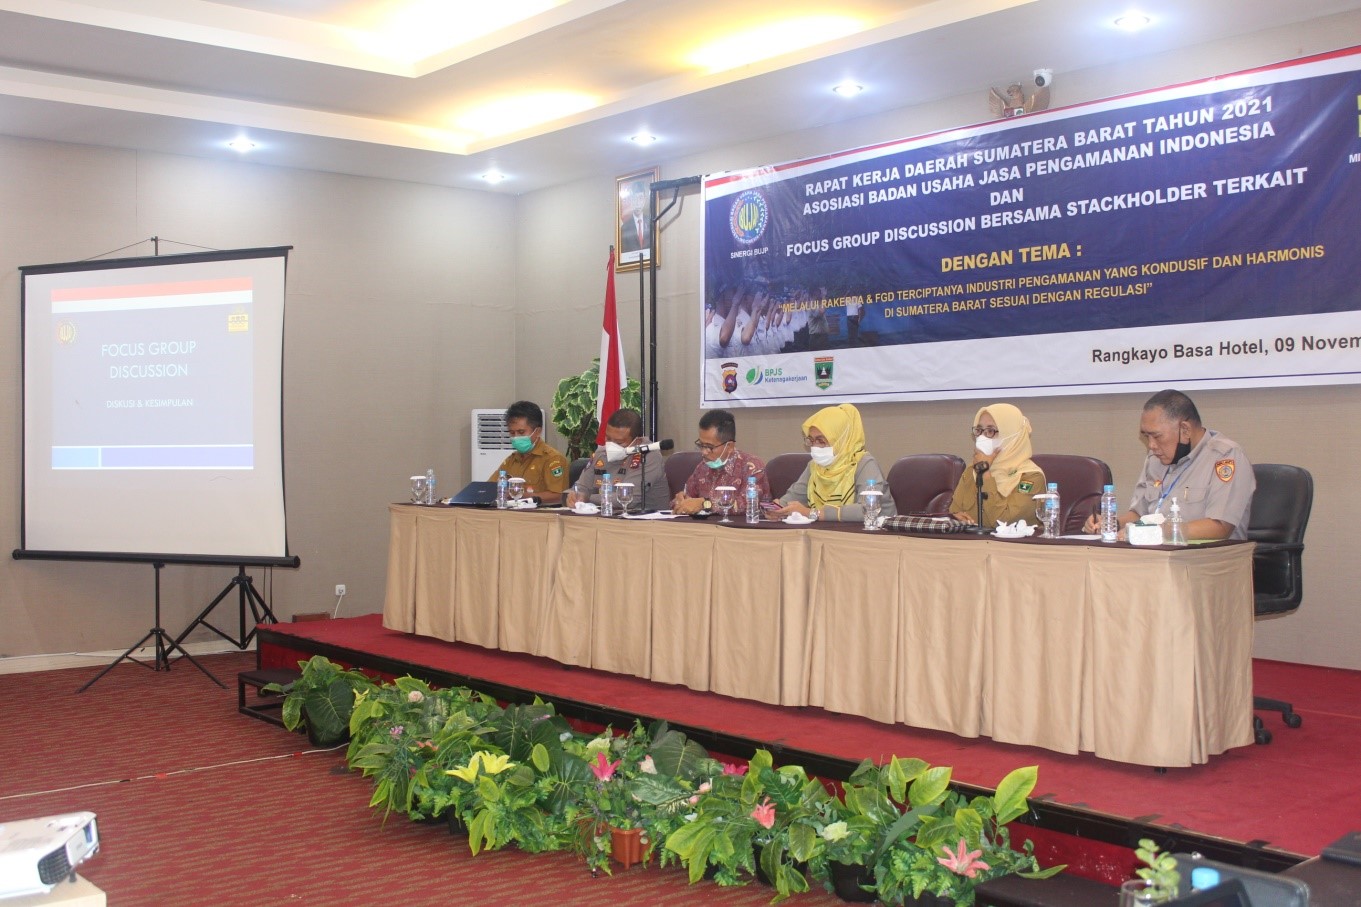 RAPAT KERJA DAERAH SUMATERA BARAT TAHUN 2021
ASOSIASI BADAN USAHA JASA PENGAMANAN INDONESIA
DAN
FOCUS GROUP DISCUSSION BERSAMA STACKHOLDER TERKAIT
DENGAN TEMA :
"MELALUI RAKERDA & FGD TERCIPTANYA INDUSTRI PENGAMANAN YANG KONDUSIF DAN HARMONIS
DI SUMATERA BARAT SESUAI DENGAN REGULASI"
SINERGI BUJP
BPJS
Ketenagakerjaan
Rangkayo Basa Hotel, 09 Novem
MI
FOCUS GROUP
DISCUSSION
DISKUSI & KESIMPULAN